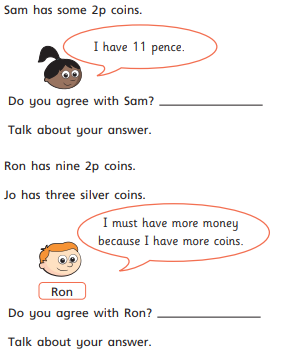 Sam has some 2p coins.
I have 11 pence.
Do you agree with Sam? ____________
Talk about your answer.
Ron has nine 2p coins.
Jo has three silver coins.
I must have more money
because I have more coins.
Ron
Do you agree with Ron? ____________
Talk about your answer.